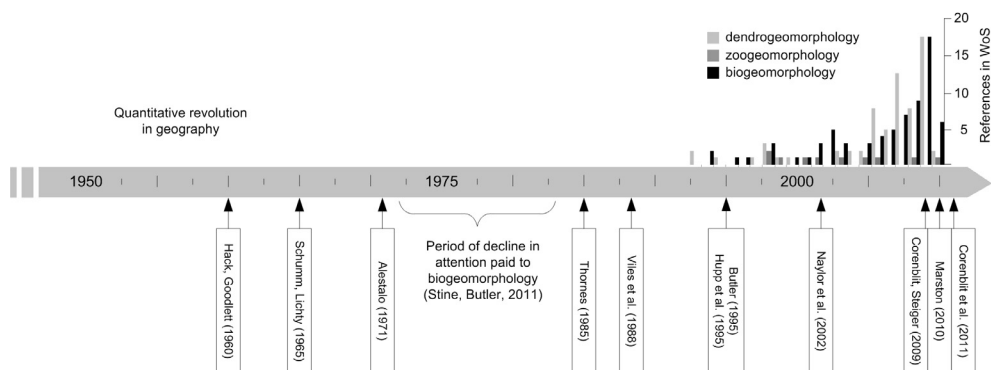 20
dendrogeomorphology
zoogeomorphology
biogeomorphology
15
10
5
References in WoS
Quantitative revolution
in geography
1950
1975
2000
Hack, Goodlett (1960)
Schumm, Lichty (1965)
Alestalo (1971)
Period of decline in
attention paid to
biogeomorphology
(Stine, Butler, 2011)
Thornes (1985)
Viles et al. (1988)
Butler (1995)
Hupp et al. (1995)
Naylor et al. (2002)
Corenblit, Steiger (2009)
Marston (2010)
Corenblit et al. (2011)